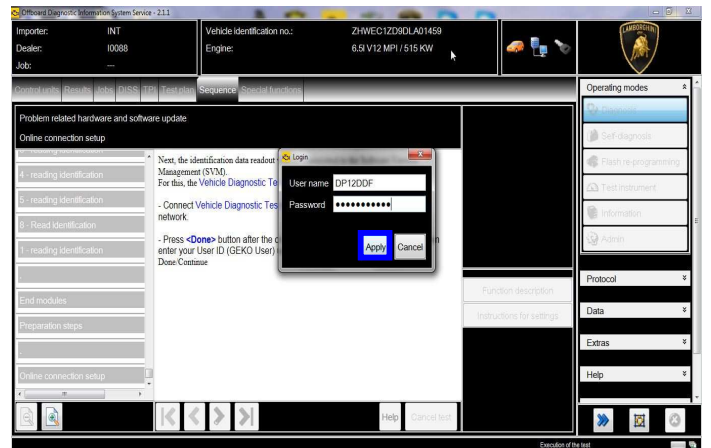 Offboard Diagnostic Information System Service - 2.1.1
Importer: INT
Dealer: I0088
Job: ---
Vehicle identification no.: ZHWEC1ZD9DLA01459
Engine: 6.5l V12 MPI / 515 KW
LAMBORGHINI
Control units Results Jobs DISS TPI Test plan Sequence Special functions
Problem related hardware and software update
Online connection setup
4 - reading identification
5 - reading identification
8 - Read identification
1 - reading identification
.
End modules
Preparation steps
.
Online connection setup
Next, the identification data readout
Management (SVM).
For this, the Vehicle Diagnostic Te
- Connect Vehicle Diagnostic Tes
network.
- Press <Done> button after the
enter your User ID (GEKO User)
Done/Continue
Login
User name DP12DDF
Password
Apply Cancel
Function description
Instructions for settings
Help Cancel test
Operating modes
Diagnosis
Self-diagnosis
Flash re-programming
Test instrument
Information
Admin
Protocol
Data
Extras
Help
Execution of the test